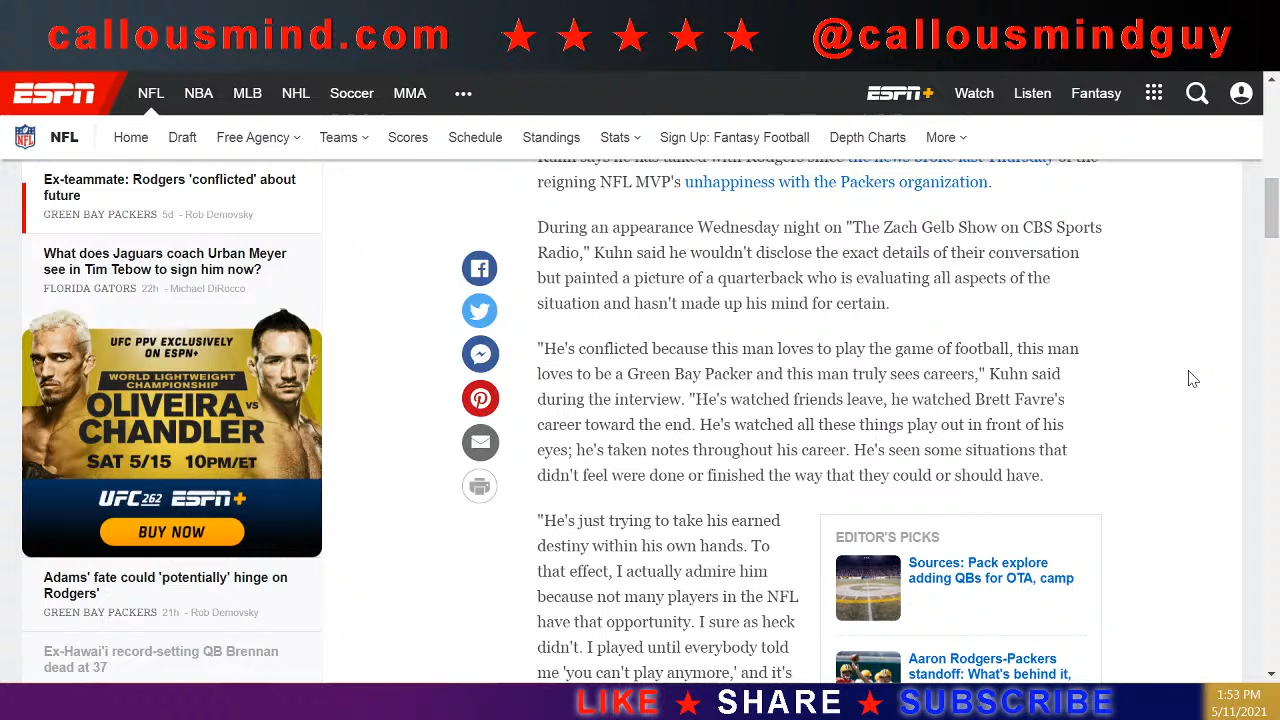 callousmind.com
@callousmindguy
ESPN
NFL
NBA
MLB
NHL
Soccer
MMA
ESPN+
Watch
Listen
Fantasy
NFL
Home
Draft
Free Agency
Teams
Scores
Schedule
Standings
Stats
Sign Up: Fantasy Football
Depth Charts
More
Ex-teammate: Rodgers 'conflicted' about
future
GREEN BAY PACKERS 5d - Rob Demovsky
What does Jaguars coach Urban Meyer
see in Tim Tebow to sign him now?
FLORIDA GATORS 22h - Michael DiRocco
UFC PPV EXCLUSIVELY
ON ESPN+
WORLD LIGHTWEIGHT
CHAMPIONSHIP
OLIVEIRA VS
CHANDLER
SAT 5/15 10PM/ET
UFC 262 ESPN+
BUY NOW
Adams' fate could 'potentially' hinge on
Rodgers'
GREEN BAY PACKERS 21h - Rob Demovsky
Ex-Hawai'i record-setting QB Brennan
dead at 37
Kuhn says he has talked with Rodgers since the news broke last Thursday of the
reigning NFL MVP's unhappiness with the Packers organization.
During an appearance Wednesday night on "The Zach Gelb Show on CBS Sports
Radio," Kuhn said he wouldn't disclose the exact details of their conversation
but painted a picture of a quarterback who is evaluating all aspects of the
situation and hasn't made up his mind for certain.
"He's conflicted because this man loves to play the game of football, this man
loves to be a Green Bay Packer and this man only sees careers," Kuhn said
during the interview. "He's watched friends leave, he watched Brett Favre's
career toward the end. He's watched all these things play out in front of his
eyes; he's taken notes throughout his career. He's seen some situations that
didn't feel were done or finished the way that they could or should have.
"He's just trying to take his earned
destiny within his own hands. To
that effect, I actually admire him
because not many players in the NFL
have that opportunity. I sure as heck
didn't. I played until everybody told
me 'you can't play anymore,' and it's
EDITOR'S PICKS
Sources: Pack explore
adding QBs for OTA, camp
Aaron Rodgers-Packers
standoff: What's behind it,
LIKE SHARE SUBSCRIBE
1:53 PM
5/11/2021